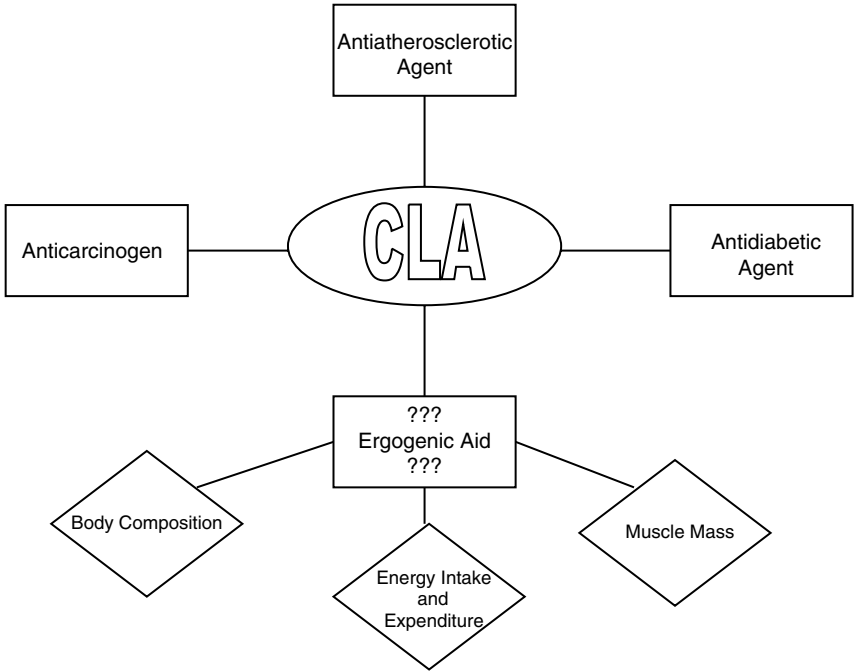 Antiatherosclerotic
Agent
Anticarcinogen
CLA
Antidiabetic
Agent
???
Ergogenic Aid
???
Body Composition
Energy Intake
and
Expenditure
Muscle Mass